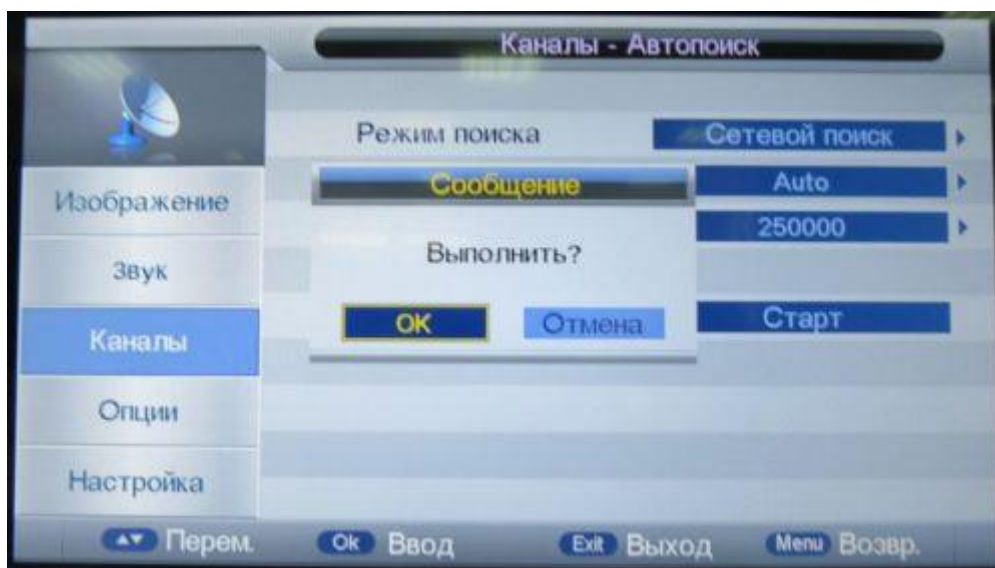 Каналы - Автопоиск
Режим поиска
Сетевой поиск
Изображение
Сообщение
Auto
250000
Звук
Выполнить?
Каналы
OK
Отмена
Старт
Опции
Настройка
Перем.
Ok Ввод
Exit Выход
Menu Возвр.